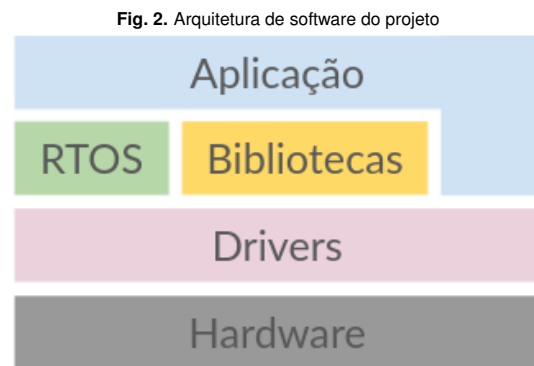 Fig. 2. Arquitetura de software do projeto
Aplicação
RTOS Bibliotecas
Drivers
Hardware